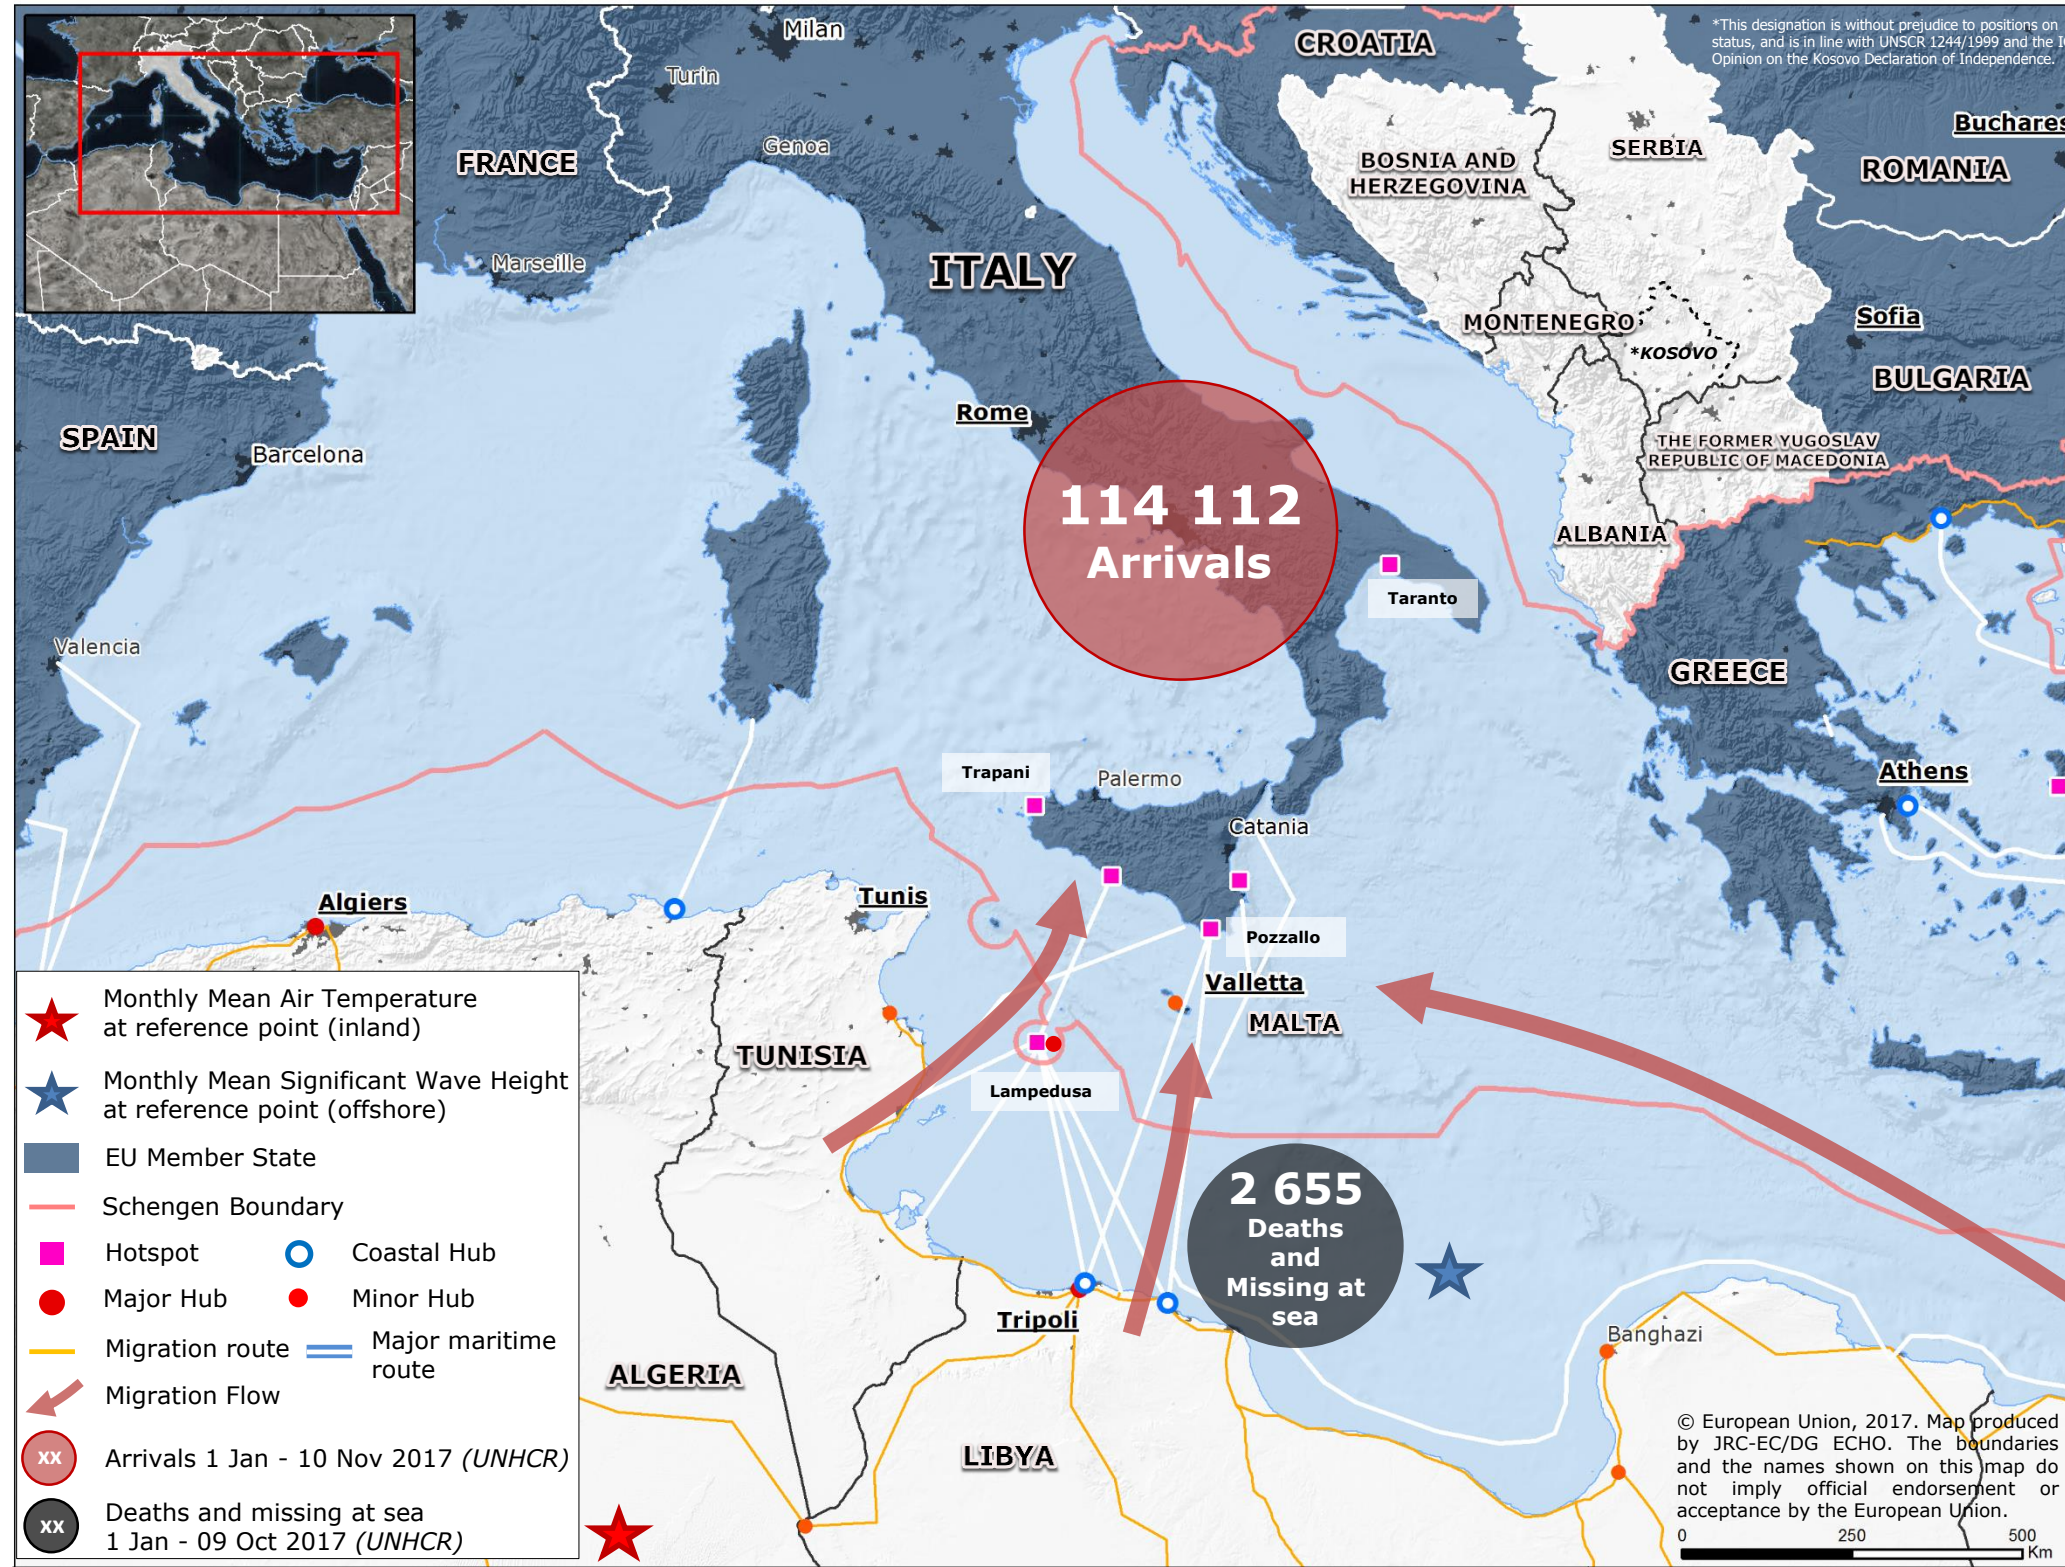 *This designation is without prejudice to positions on
status, and is in line with UNSCR 1244/1999 and the
Opinion on the Kosovo Declaration of Independence.
Milan
CROATIA
Turin
Genoa
FRANCE
BOSNIA AND
HERZEGOVINA
SERBIA
ROMANIA
ITALY
Marseille
MONTENEGRO
*KOSOVO
Sofia
BULGARIA
SPAIN
Barcelona
Rome
THE FORMER YUGOSLAV
REPUBLIC OF MACEDONIA
114 112
Arrivals
ALBANIA
Taranto
Valencia
GREECE
Trapani
Palermo
Athens
Catania
Algiers
Tunis
Pozzallo
Valletta
MALTA
TUNISIA
Lampedusa
2 655
Deaths
and
Missing at
sea
Tripoli
Banghazi
ALGERIA
LIBYA
Monthly Mean Air Temperature
at reference point (inland)
Monthly Mean Significant Wave Height
at reference point (offshore)
EU Member State
Schengen Boundary
Hotspot
Coastal Hub
Major Hub
Minor Hub
Migration route
Major maritime
route
Migration Flow
xx
Arrivals 1 Jan - 10 Nov 2017 (UNHCR)
xx
Deaths and missing at sea
1 Jan - 09 Oct 2017 (UNHCR)
© European Union, 2017. Map produced
by JRC-EC/DG ECHO. The boundaries
and the names shown on this map do
not imply official endorsement or
acceptance by the European Union.
0 250 500
Km